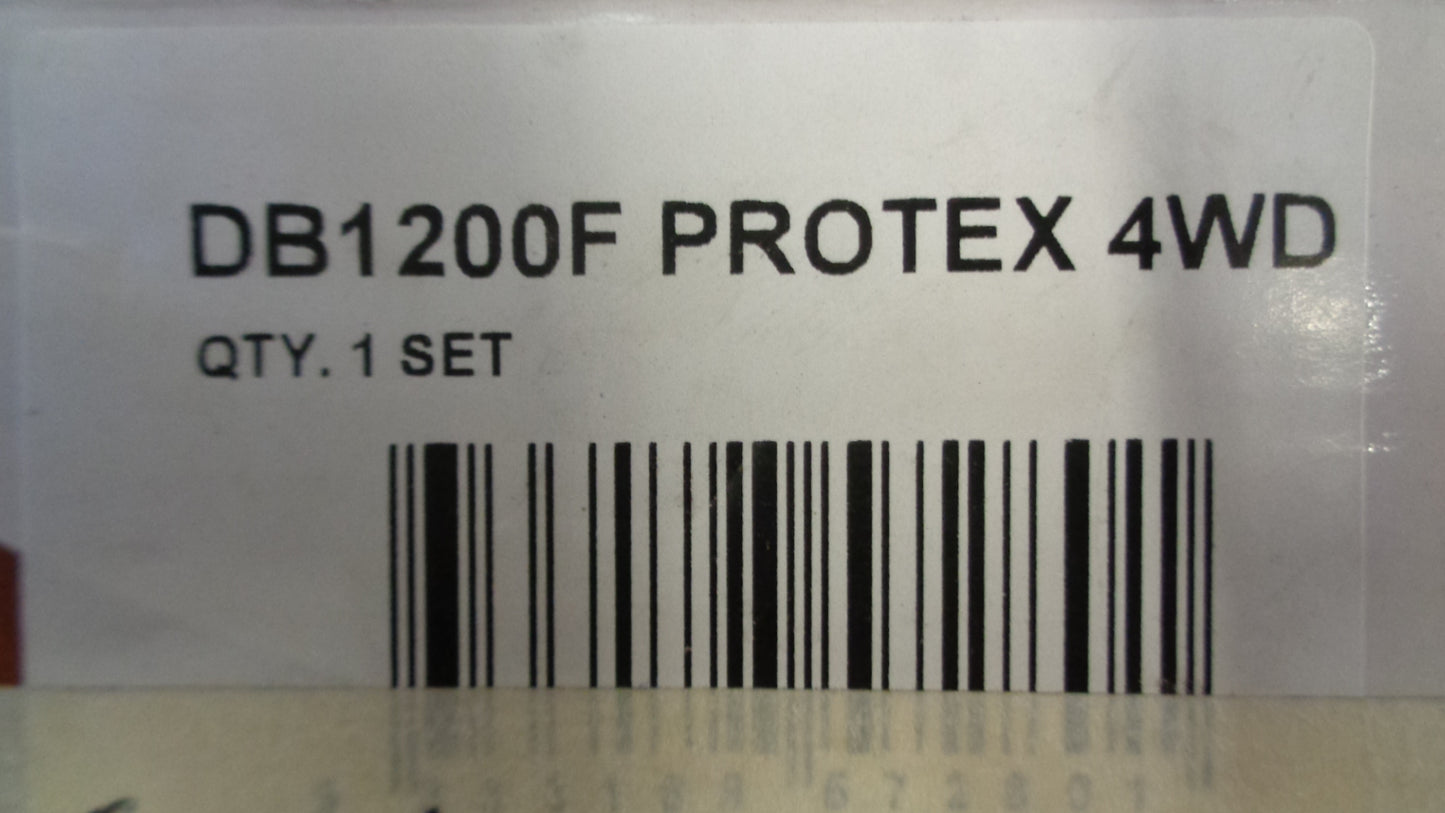 DB1200F PROTEX 4WD
QTY. 1 SET